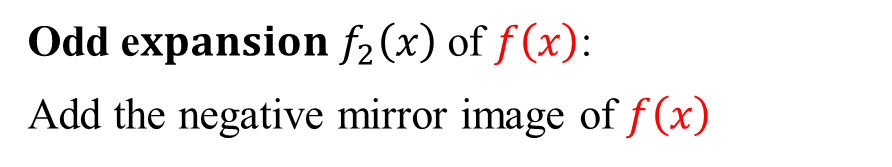 Odd expansion f₂(x) of f(x):
Add the negative mirror image of f(x)